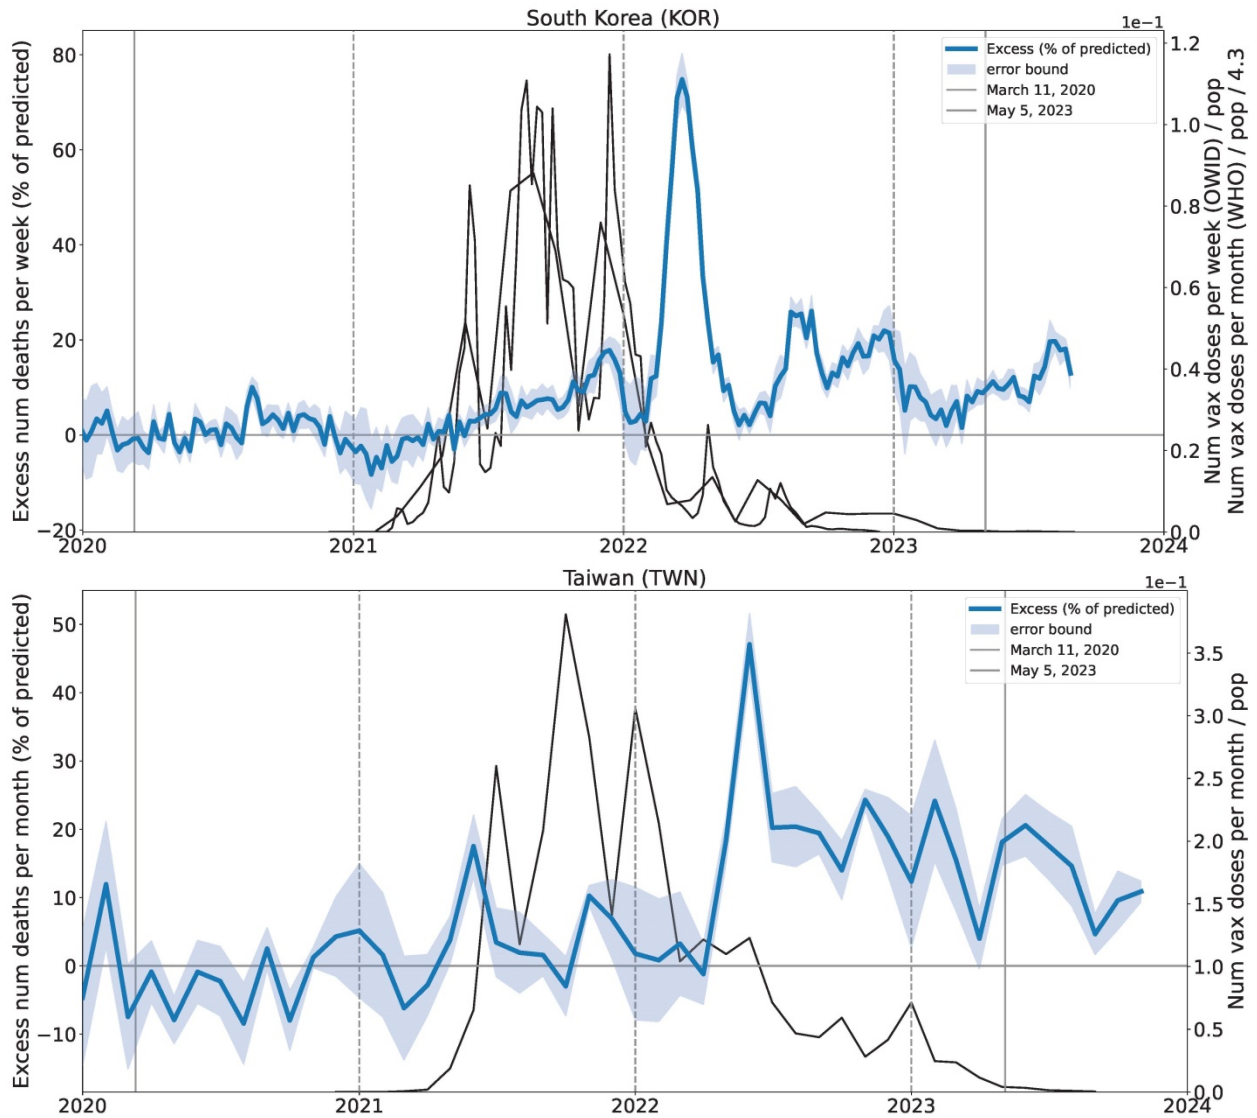 South Korea (KOR)
1e−1
Excess num deaths per week (% of predicted)
80
60
40
20
0
−20
Excess (% of predicted)
error bound
March 11, 2020
May 5, 2023
1.2
1.0
0.8
0.6
0.4
0.2
0.0
Num vax doses per week (OWID) / pop
Num vax doses per month (WHO) / pop / 4.3
2020
2021
2022
2023
2024
Taiwan (TWN)
1e−1
Excess num deaths per month (% of predicted)
50
40
30
20
10
0
−10
Excess (% of predicted)
error bound
March 11, 2020
May 5, 2023
3.5
3.0
2.5
2.0
1.5
1.0
0.5
0.0
Num vax doses per month / pop
2020
2021
2022
2023
2024